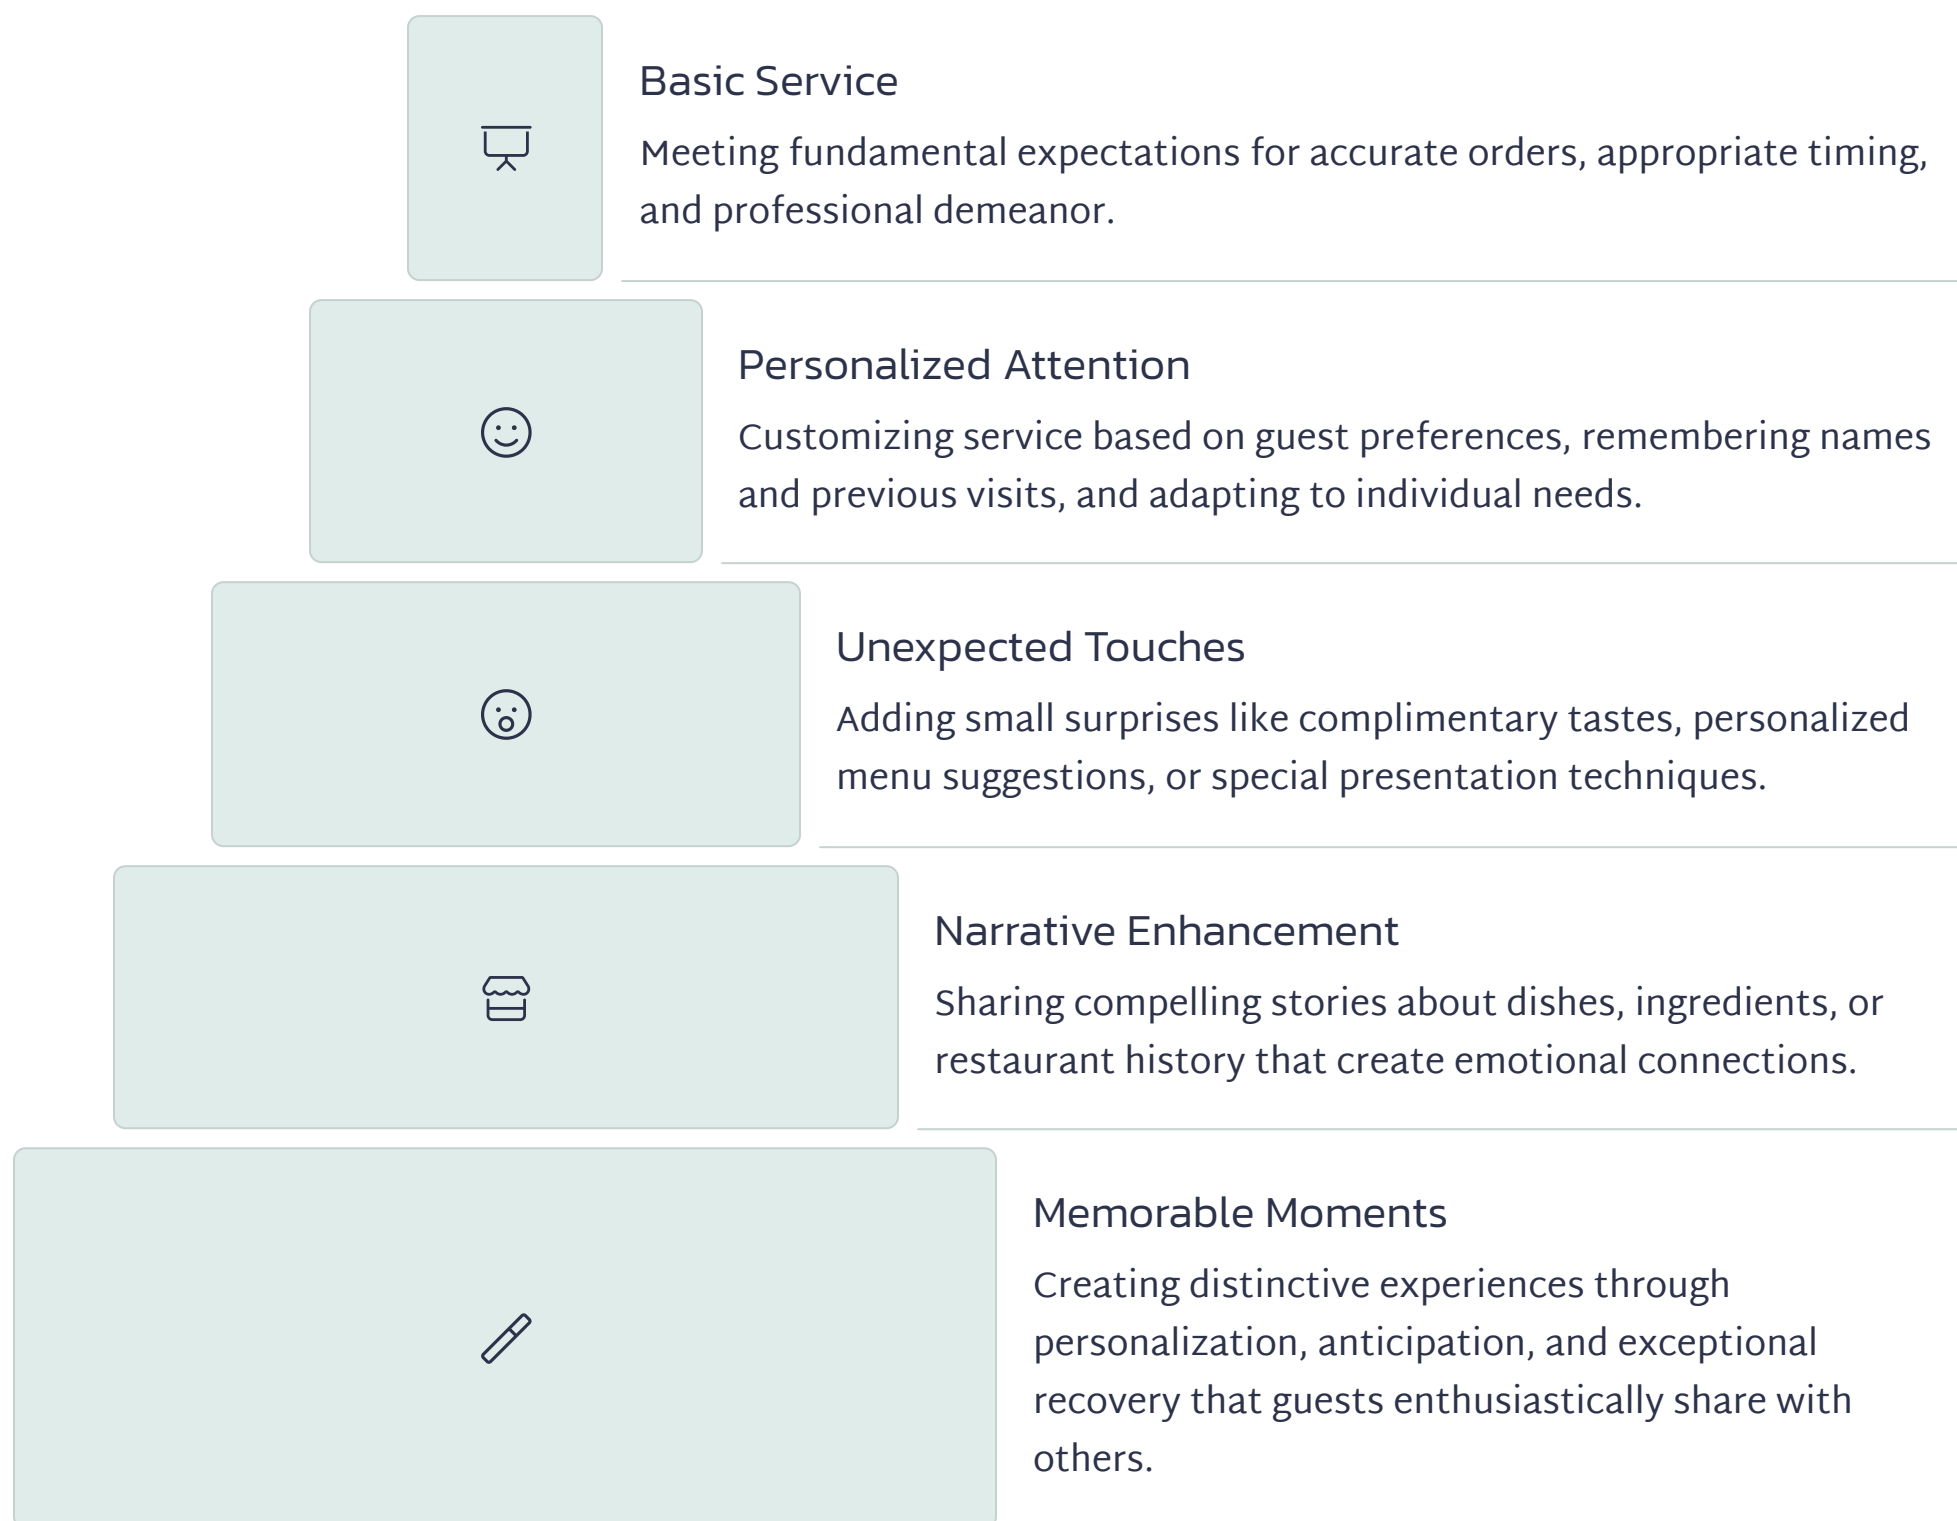 Basic Service
Meeting fundamental expectations for accurate orders, appropriate timing,
and professional demeanor.
Personalized Attention
Customizing service based on guest preferences, remembering names
and previous visits, and adapting to individual needs.
Unexpected Touches
Adding small surprises like complimentary tastes, personalized
menu suggestions, or special presentation techniques.
Narrative Enhancement
Sharing compelling stories about dishes, ingredients, or
restaurant history that create emotional connections.
Memorable Moments
Creating distinctive experiences through
personalization, anticipation, and exceptional
recovery that guests enthusiastically share with
others.